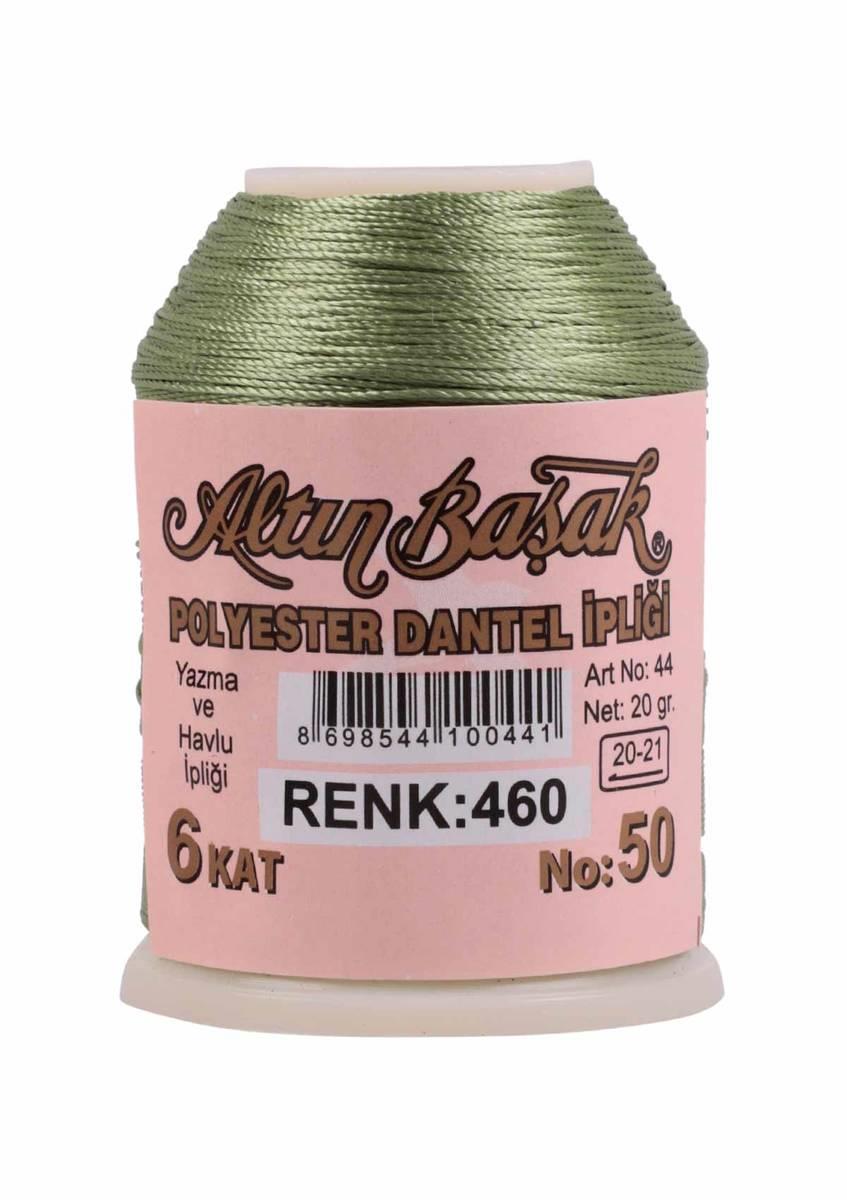 Altın Başak®
POLYESTER DANTEL İPLİĞİ
Yazma
ve
Havlu
İpliği
8 698544 100441
Art No: 44
Net: 20 gr.
20-21
RENK:460
6 KAT
No: 50